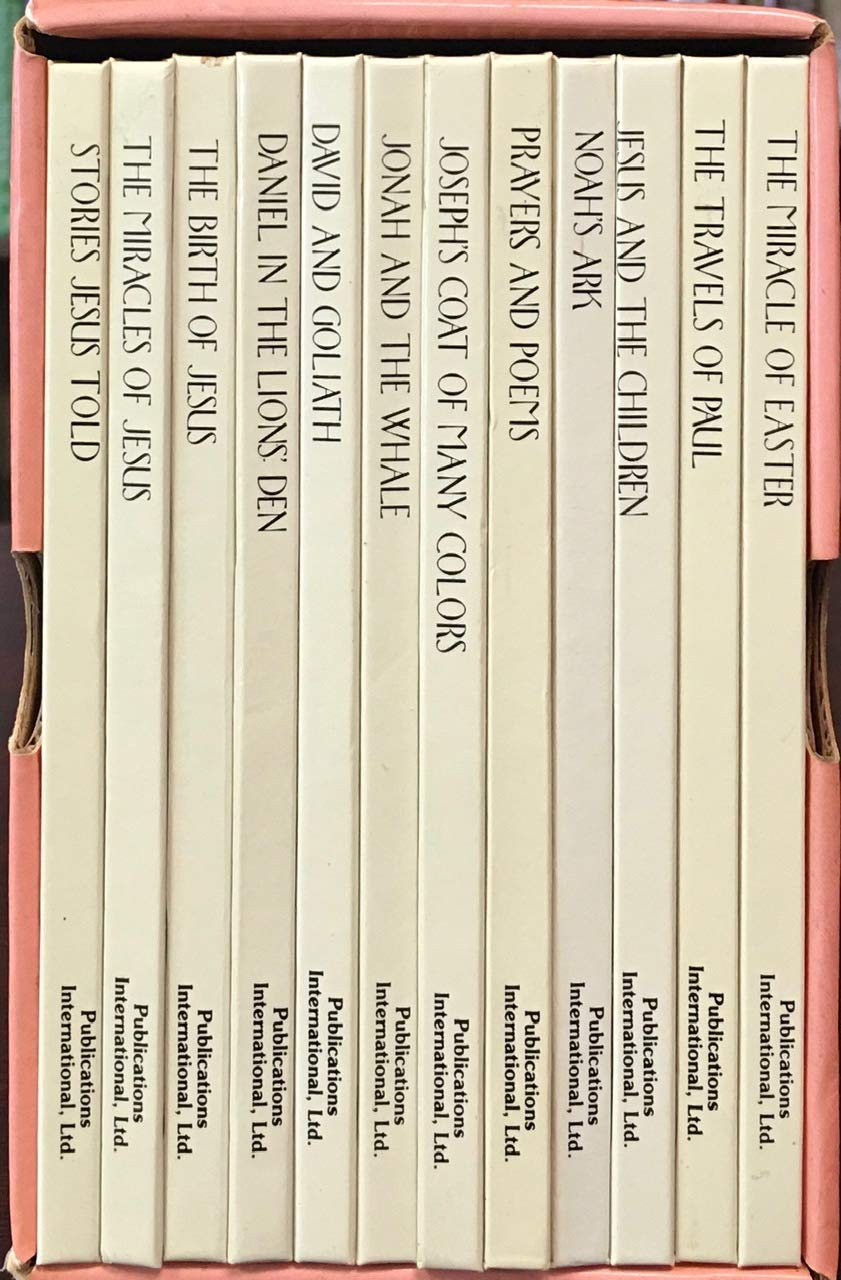 STORIES JESUS TOLD
Publications
International, Ltd.
THE MIRACLES OF JESUS
Publications
International, Ltd.
THE BIRTH OF JESUS
Publications
International, Ltd.
DANIEL IN THE LIONS' DEN
Publications
International, Ltd.
DAVID AND GOLIATH
Publications
International, Ltd.
JONAH AND THE WHALE
Publications
International, Ltd.
JOSEPH'S COAT OF MANY COLORS
Publications
International, Ltd.
PRAYERS AND POEMS
Publications
International, Ltd.
NOAH'S ARK
Publications
International, Ltd.
JESUS AND THE CHILDREN
Publications
International, Ltd.
THE TRAVELS OF PAUL
Publications
International, Ltd.
THE MIRACLE OF EASTER
Publications
International, Ltd.